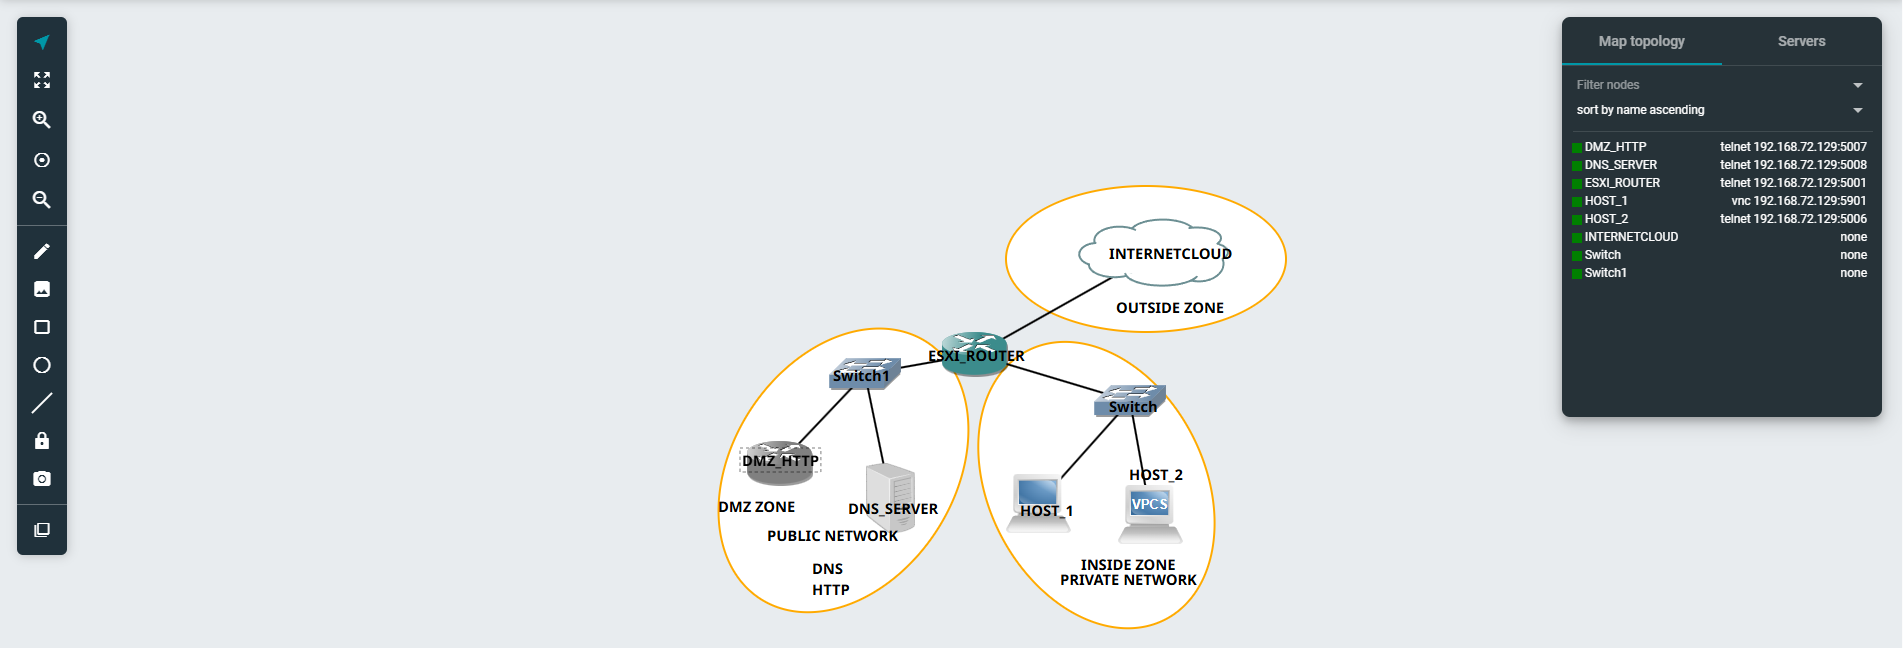 Map topology
Servers
Filter nodes
sort by name ascending
DMZ_HTTP telnet 192.168.72.129:5007
DNS_SERVER telnet 192.168.72.129:5008
ESXI_ROUTER telnet 192.168.72.129:5001
HOST_1 vnc 192.168.72.129:5901
HOST_2 telnet 192.168.72.129:5006
INTERNETCLOUD none
Switch none
Switch1 none
INTERNETCLOUD
OUTSIDE ZONE
ESXI_ROUTER
Switch1
Switch
DMZ_HTTP
DMZ ZONE
DNS_SERVER
PUBLIC NETWORK
DNS
HTTP
HOST_2
VPCS
HOST_1
INSIDE ZONE
PRIVATE NETWORK